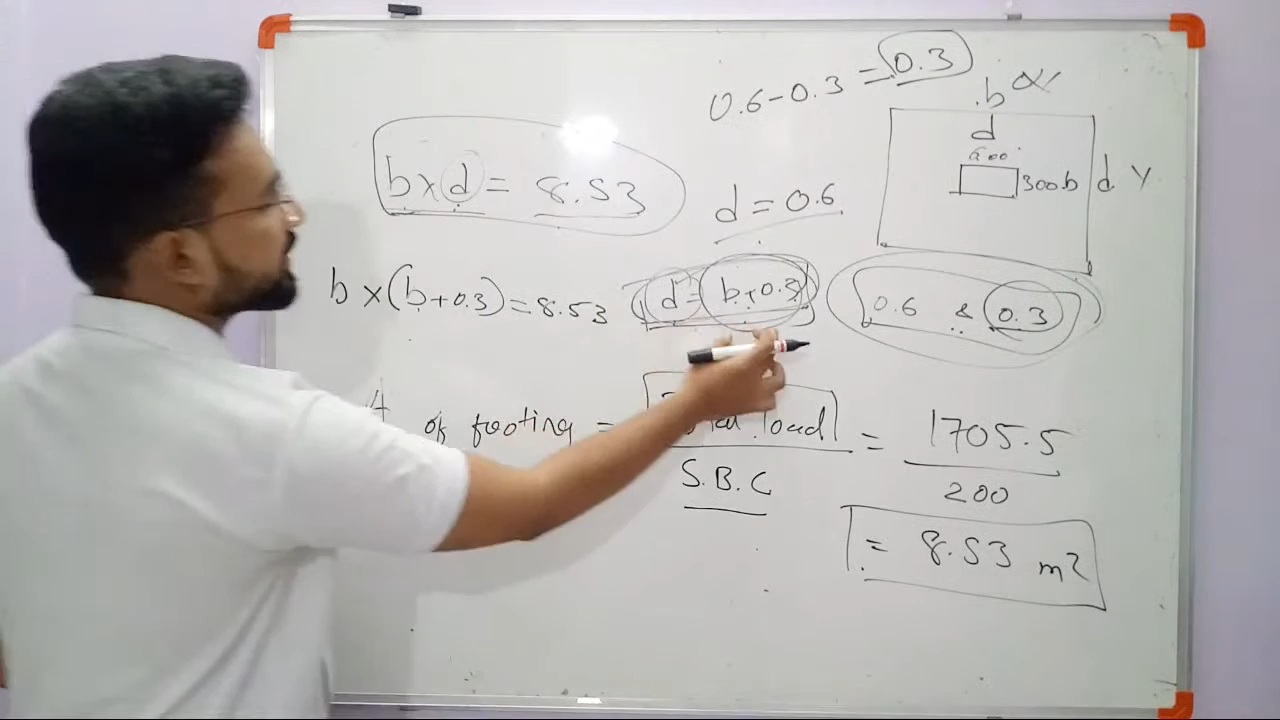 0.6-0.3 = 0.3
b x
d
600
300 b d y
b x d = 8.53
d = 0.6
b x (b+0.3) = 8.53
d = b+0.3
0.6 & 0.3
of footing = load = 1705.5
S.B.C 200
= 8.53 m2